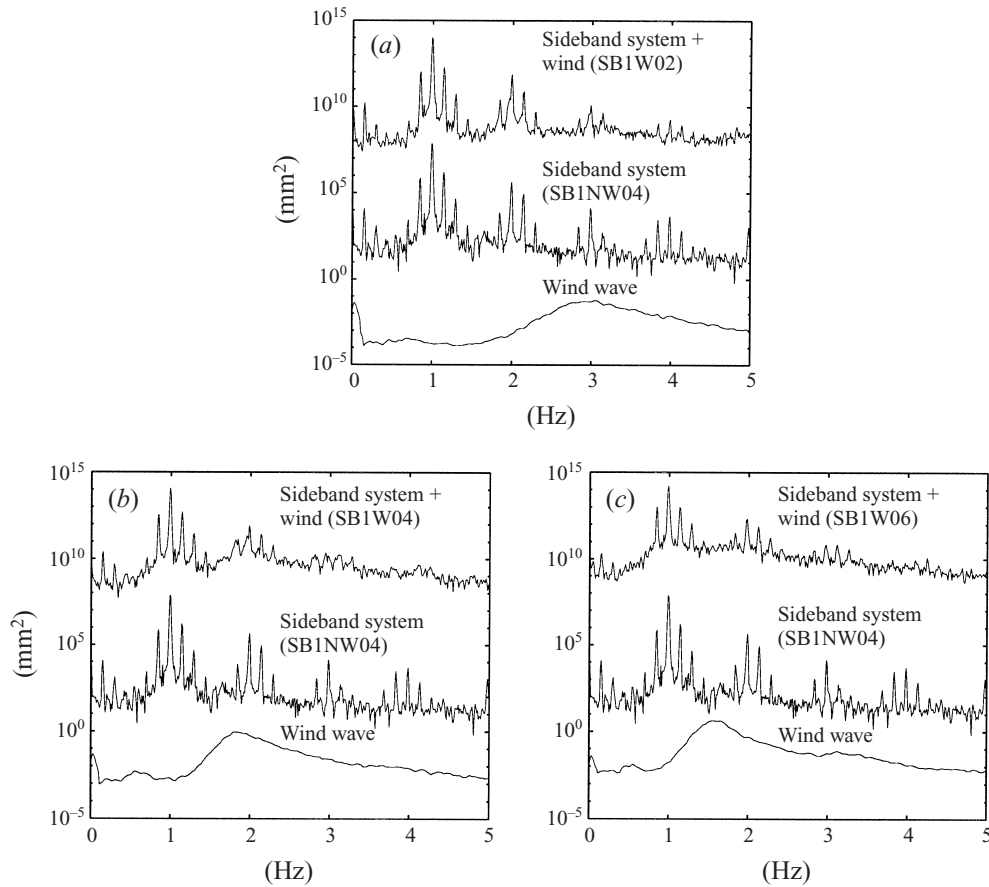 (a)
Sideband system +
wind (SB1W02)
Sideband system
(SB1NW04)
Wind wave
10^15
10^10
10^5
10^0
10^−5
(mm^2)
0 1 2 3 4 5
(Hz)
(b)
Sideband system +
wind (SB1W04)
Sideband system
(SB1NW04)
Wind wave
10^15
10^10
10^5
10^0
10^−5
(mm^2)
0 1 2 3 4 5
(Hz)
(c)
Sideband system +
wind (SB1W06)
Sideband system
(SB1NW04)
Wind wave
10^15
10^10
10^5
10^0
10^−5
0 1 2 3 4 5
(Hz)